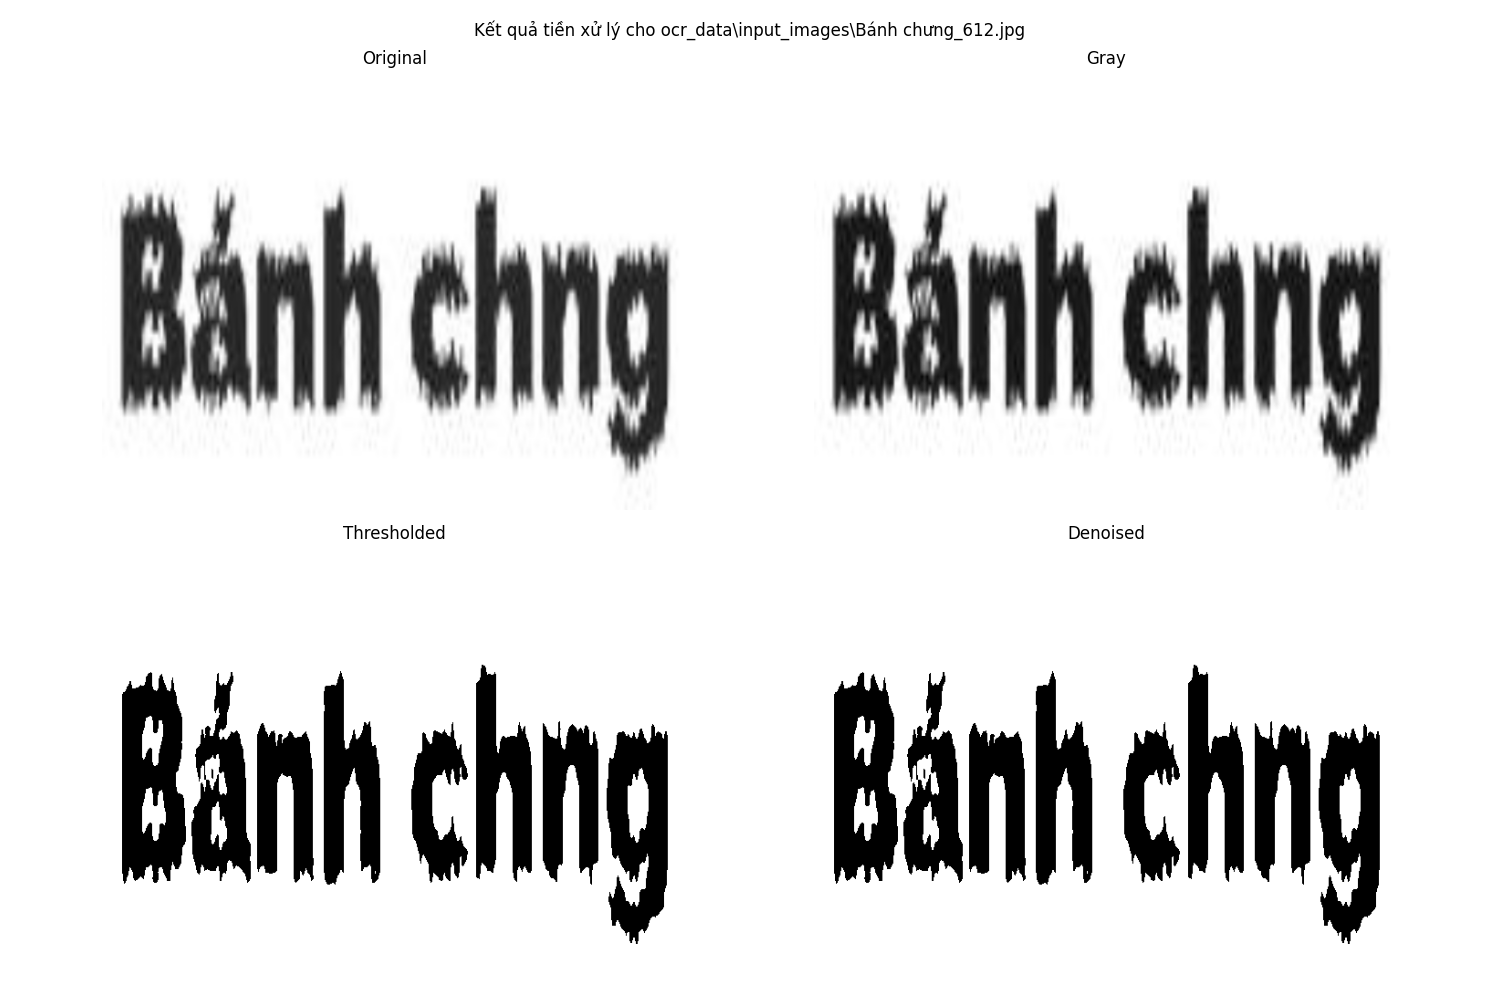 Kết quả tiền xử lý cho ocr_data\input_images\Bánh chưng_612.jpg
Original
Gray
Bánh chng
Bánh chng
Thresholded
Denoised
Bánh chng
Bánh chng